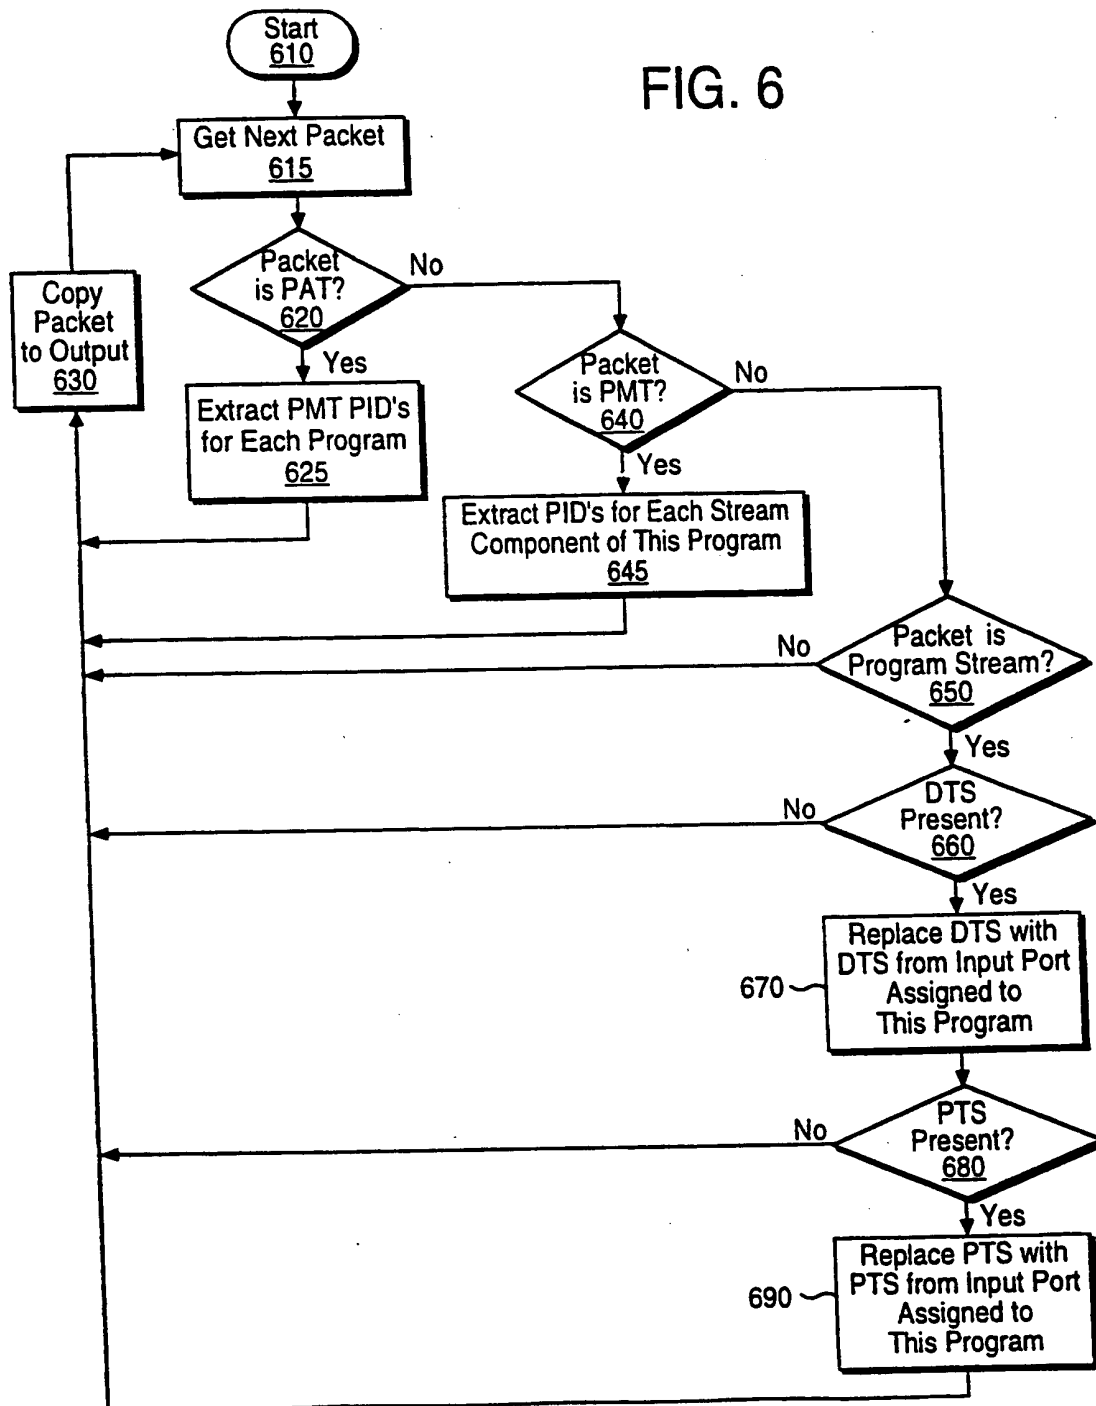 Start
610
FIG. 6
Get Next Packet
615
Packet
is PAT?
620
No
Yes
Copy
Packet
to Output
630
Extract PMT PID's
for Each Program
625
Packet
is PMT?
640
No
Yes
Extract PID's for Each Stream
Component of This Program
645
Packet is
Program Stream?
650
No
Yes
DTS
Present?
660
No
Yes
Replace DTS with
DTS from Input Port
Assigned to
This Program
670
PTS
Present?
680
No
Yes
Replace PTS with
PTS from Input Port
Assigned to
This Program
690